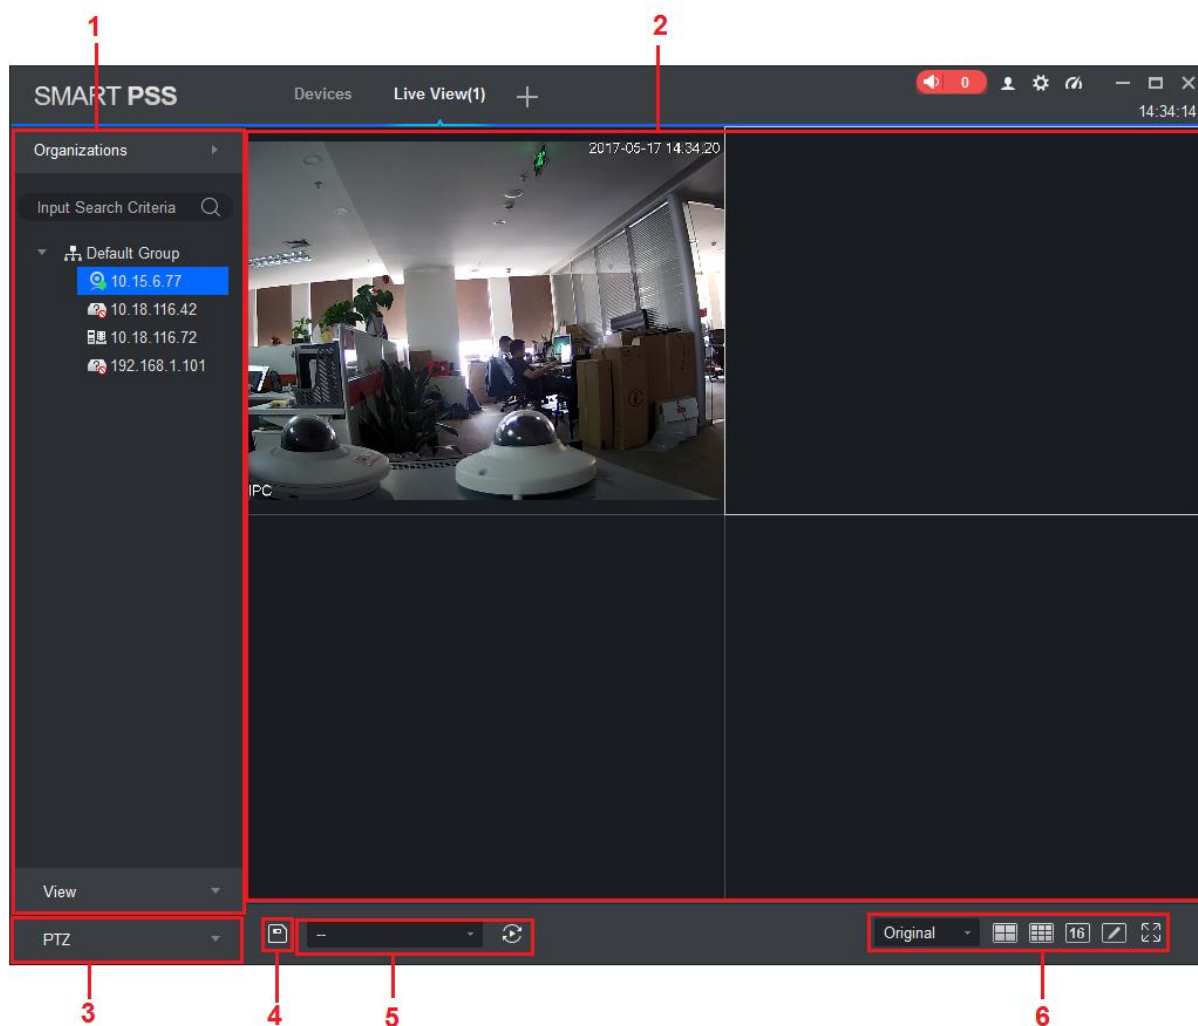 1
2
SMART PSS
Devices
Live View(1)
0
14:34:14
Organizations
2017-05-17 14:34:20
Input Search Criteria
Default Group
10.15.6.77
10.18.116.42
10.18.116.72
192.168.1.101
IPC
View
PTZ
--
Original
16
3
4
5
6